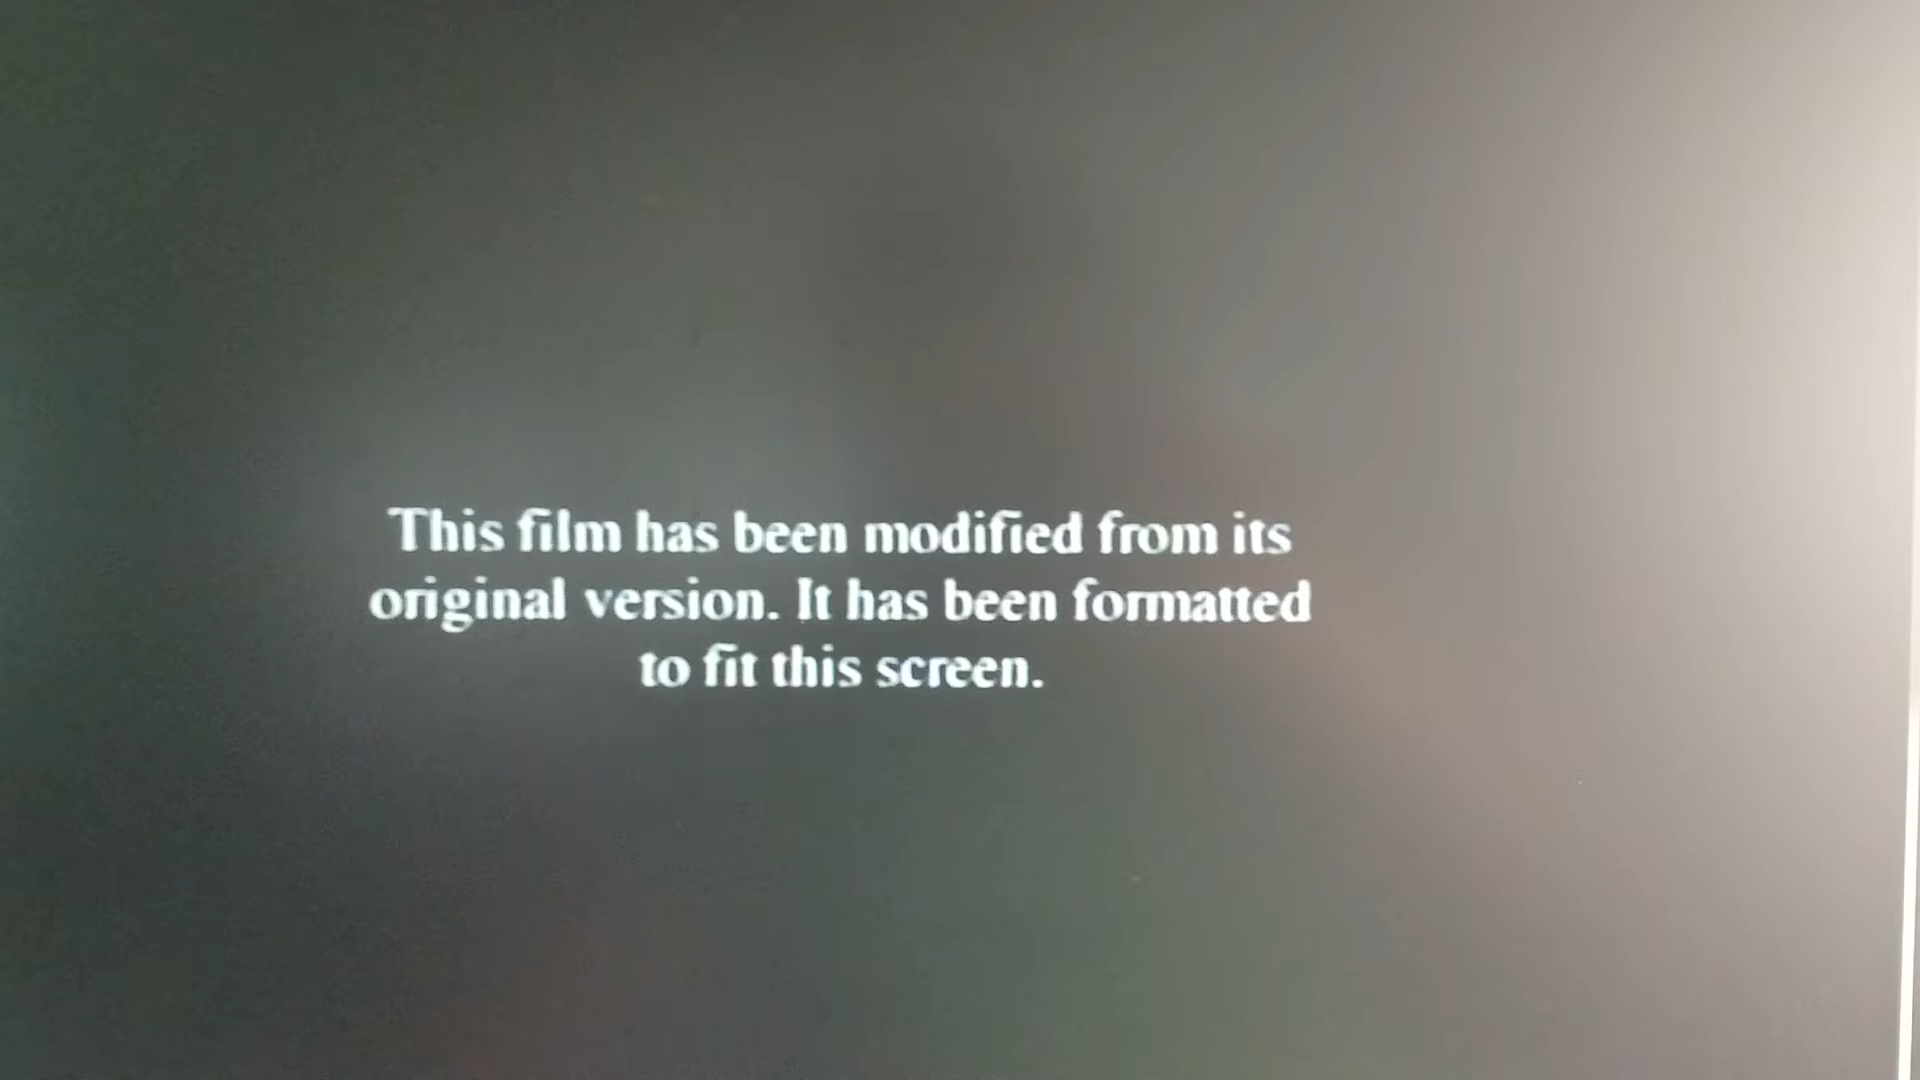 This film has been modified from its
original version. It has been formatted
to fit this screen.